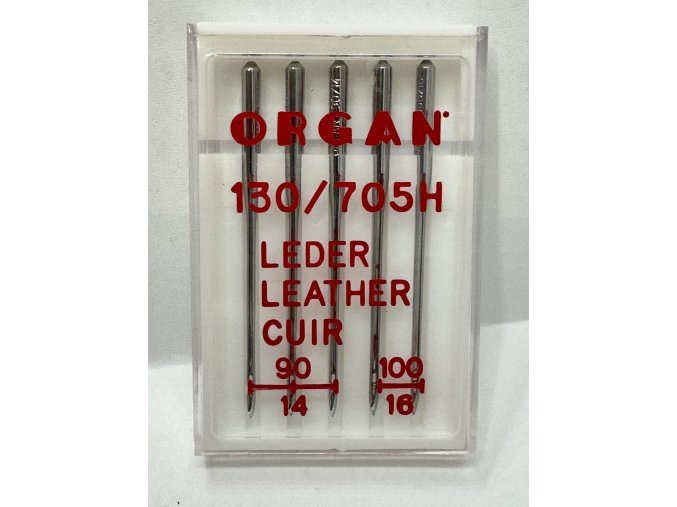 ORGAN
130/705H
LEDER
LEATHER
CUIR
90 100
14 16